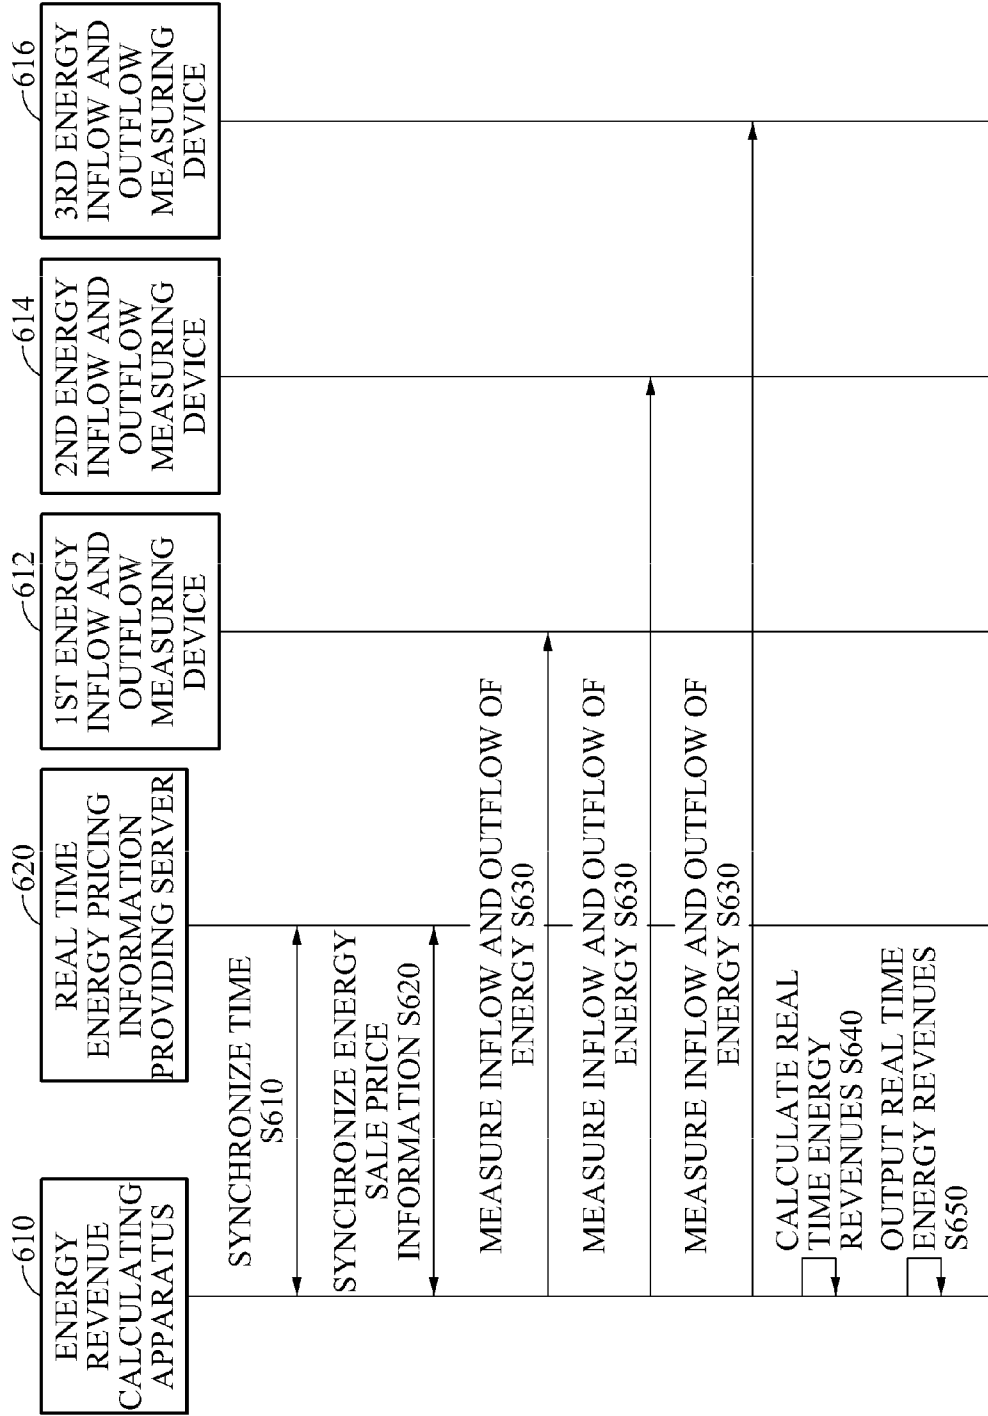 610
ENERGY
REVENUE
CALCULATING
APPARATUS
620
REAL TIME
ENERGY PRICING
INFORMATION
PROVIDING SERVER
612
1ST ENERGY
INFLOW AND
OUTFLOW
MEASURING
DEVICE
614
2ND ENERGY
INFLOW AND
OUTFLOW
MEASURING
DEVICE
616
3RD ENERGY
INFLOW AND
OUTFLOW
MEASURING
DEVICE
SYNCHRONIZE TIME
S610
SYNCHRONIZE ENERGY
SALE PRICE
INFORMATION S620
MEASURE INFLOW AND OUTFLOW OF
ENERGY S630
MEASURE INFLOW AND OUTFLOW OF
ENERGY S630
MEASURE INFLOW AND OUTFLOW OF
ENERGY S630
CALCULATE REAL
TIME ENERGY
REVENUES S640
OUTPUT REAL TIME
ENERGY REVENUES
S650